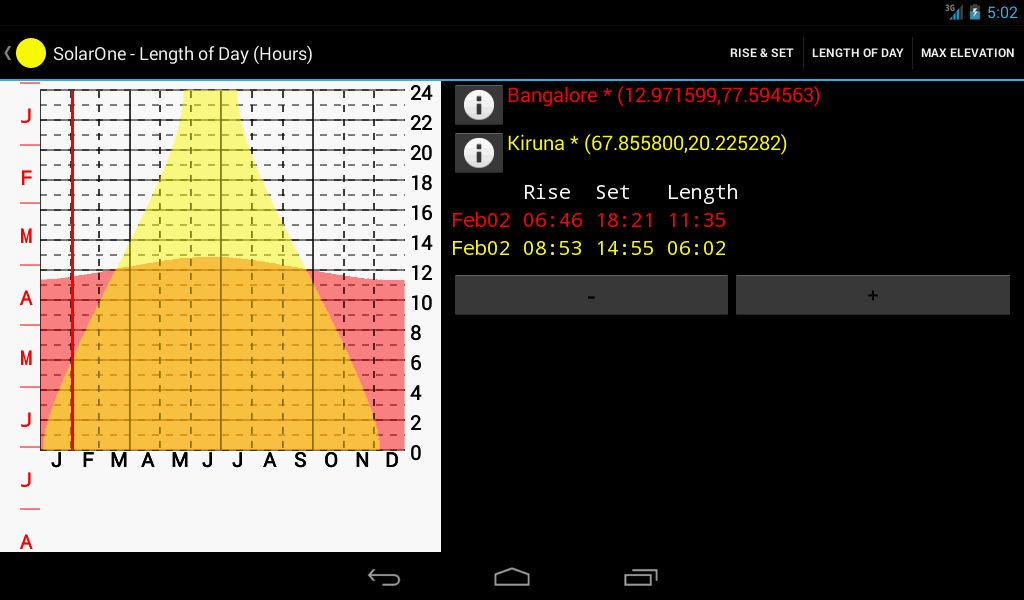 3G 5:02
SolarOne - Length of Day (Hours) RISE & SET LENGTH OF DAY MAX ELEVATION
J
F
M
A
M
J
J
A
24
22
20
18
16
14
12
10
8
6
4
2
0
J F M A M J J A S O N D
Bangalore * (12.971599,77.594563)
Kiruna * (67.855800,20.225282)
Rise Set Length
Feb02 06:46 18:21 11:35
Feb02 08:53 14:55 06:02
- +